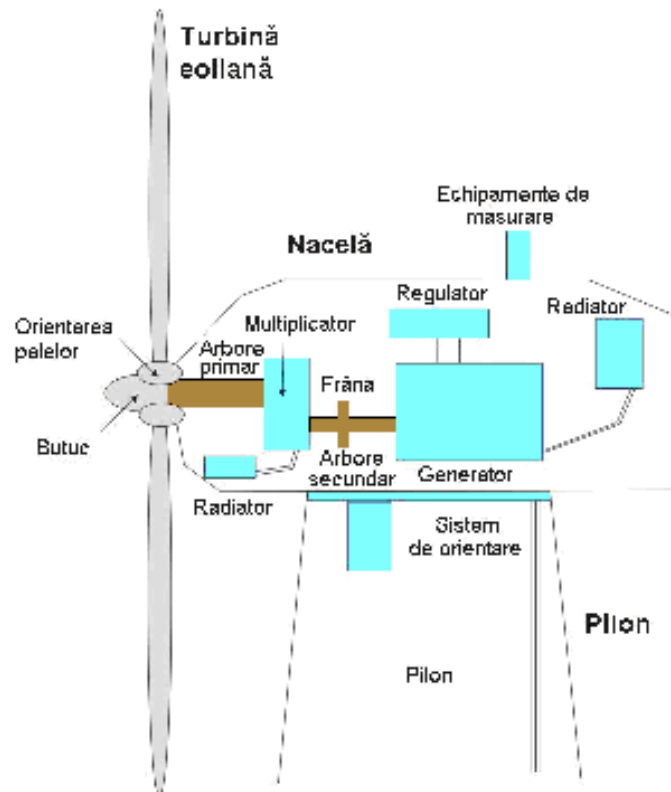 Turbină
eoliană
Echipamente de
masurare
Nacelă
Regulator
Radiator
Orientarea
palelor
Multiplicator
Arbore
primar
Frâna
Butuc
Arbore
secundar
Generator
Radiator
Sistem
de orientare
Pilon
Pilon